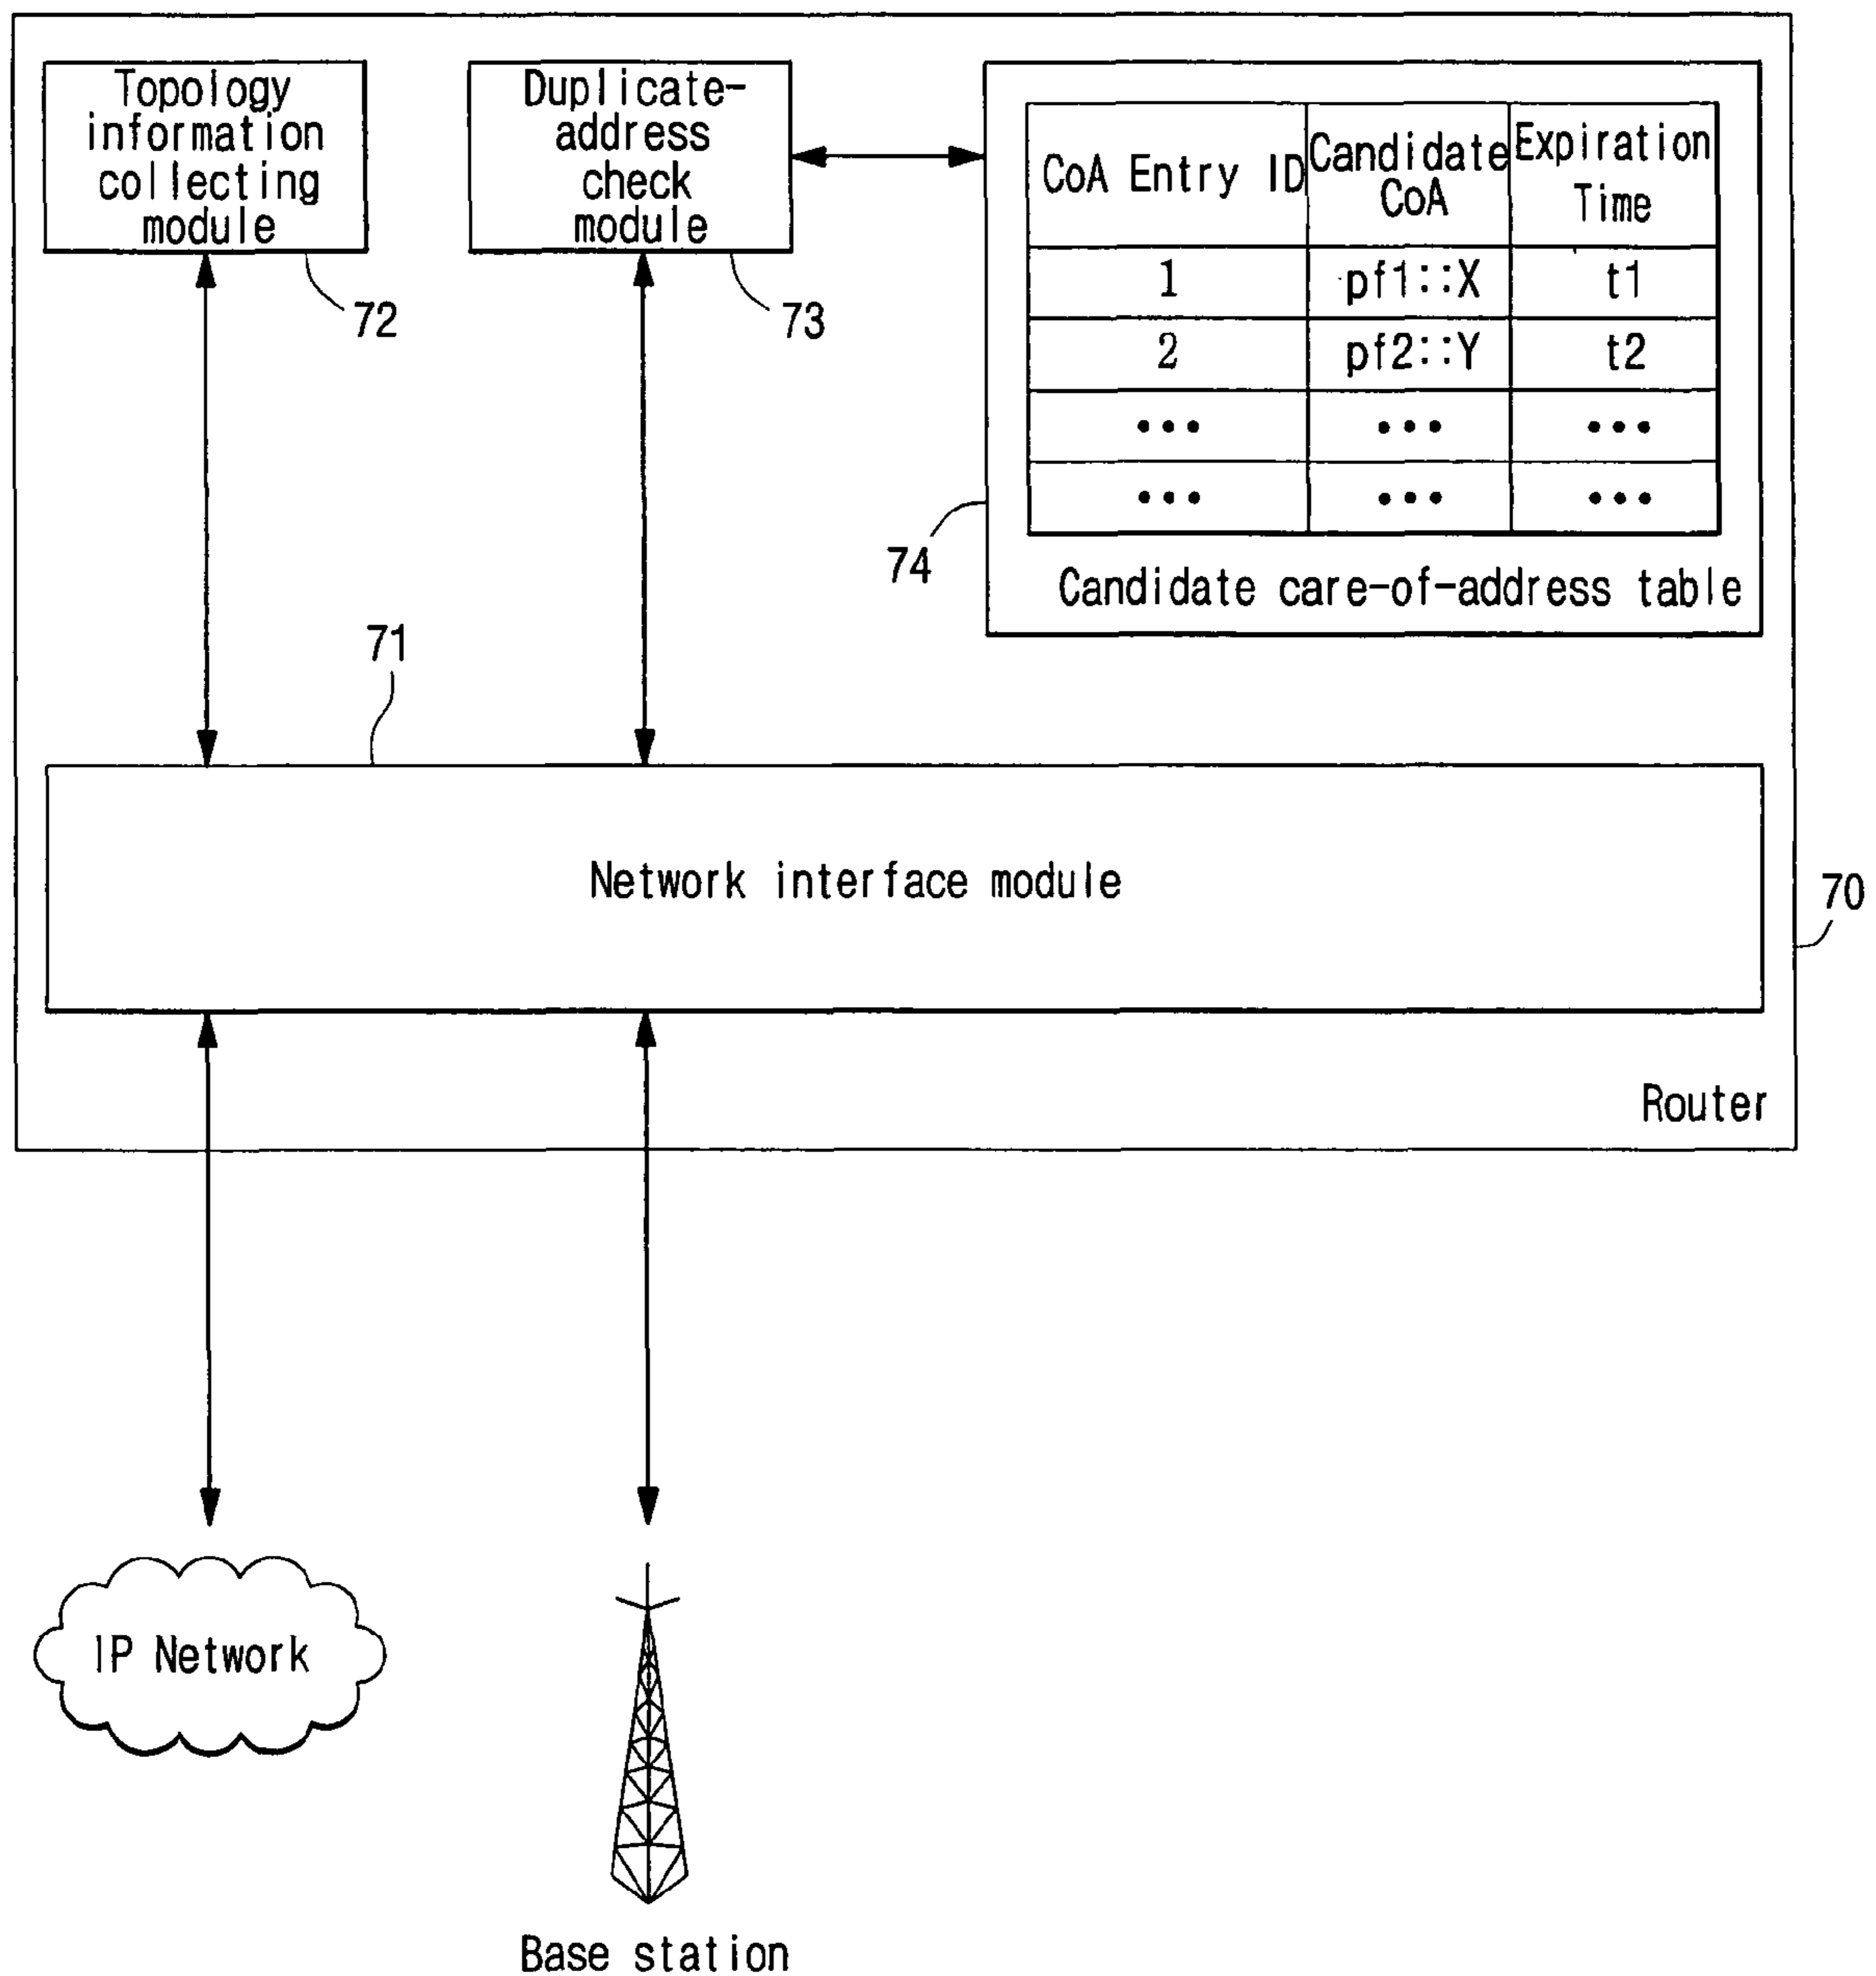 Topology
information
collecting
module
72
Duplicate-
address
check
module
73
CoA Entry ID
Candidate
CoA
Expiration
Time
1
pf1::X
t1
2
pf2::Y
t2
•••
•••
•••
•••
•••
•••
Candidate care-of-address table
74
71
Network interface module
70
Router
IP Network
Base station